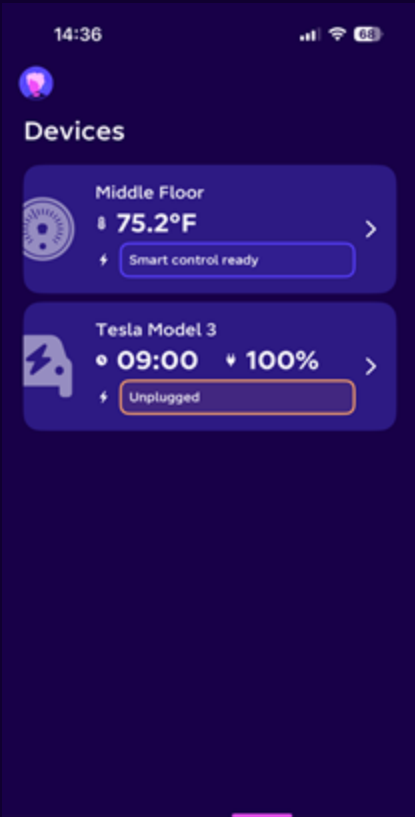 14:36
68
Devices
Middle Floor
75.2°F
Smart control ready
Tesla Model 3
09:00 100%
Unplugged